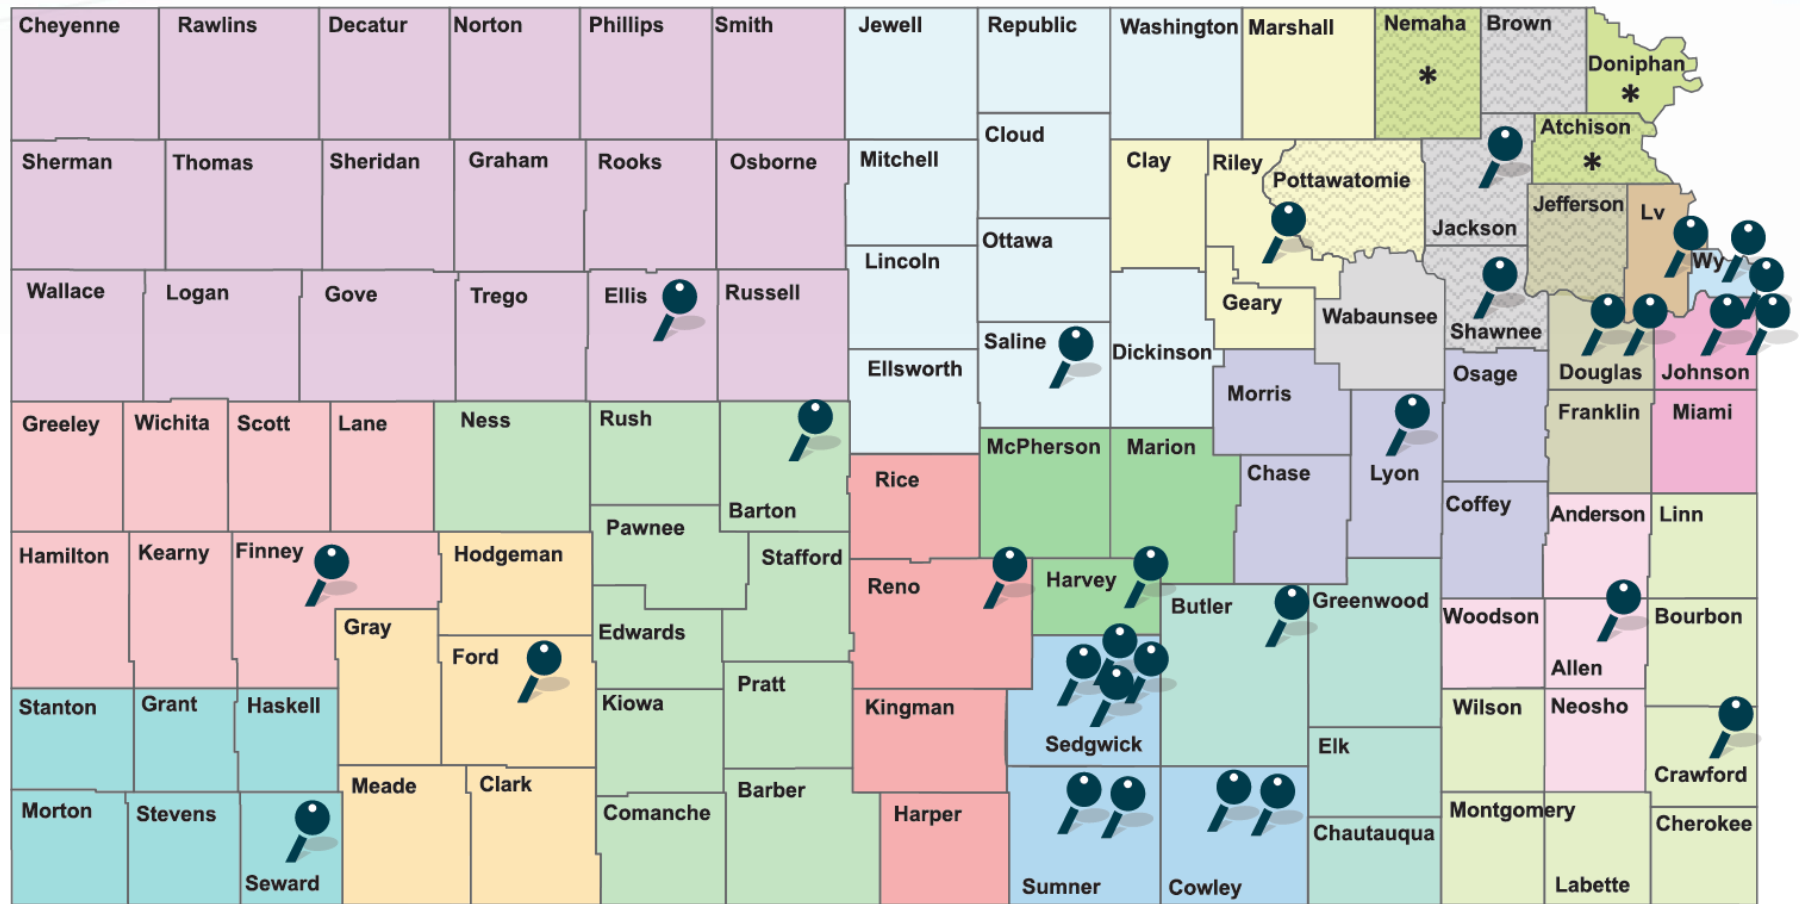 Cheyenne Rawlins Decatur Norton Phillips Smith Jewell Republic Washington Marshall Nemaha Brown
* Doniphan
*
Cloud Atchison
Sherman Thomas Sheridan Graham Rooks Osborne Mitchell Clay Riley *
Pottawatomie
Jefferson Lv
Jackson
Ottawa
Lincoln Wy
Wallace Logan Gove Trego Ellis Russell Geary
Wabaunsee
Saline Dickinson Shawnee
Ellsworth Osage Douglas Johnson
Morris
Greeley Wichita Scott Lane Ness Rush McPherson Marion Franklin Miami
Rice Chase Lyon
Barton Coffey Anderson Linn
Pawnee
Hamilton Kearny Finney Hodgeman Stafford
Reno Harvey Butler Greenwood
Gray Edwards Woodson Bourbon
Ford Allen
Pratt
Stanton Grant Haskell Kiowa Kingman Wilson Neosho
Sedgwick Elk
Meade Clark Barber Crawford
Morton Stevens Comanche Harper Montgomery
Chautauqua Cherokee
Seward Sumner Cowley Labette